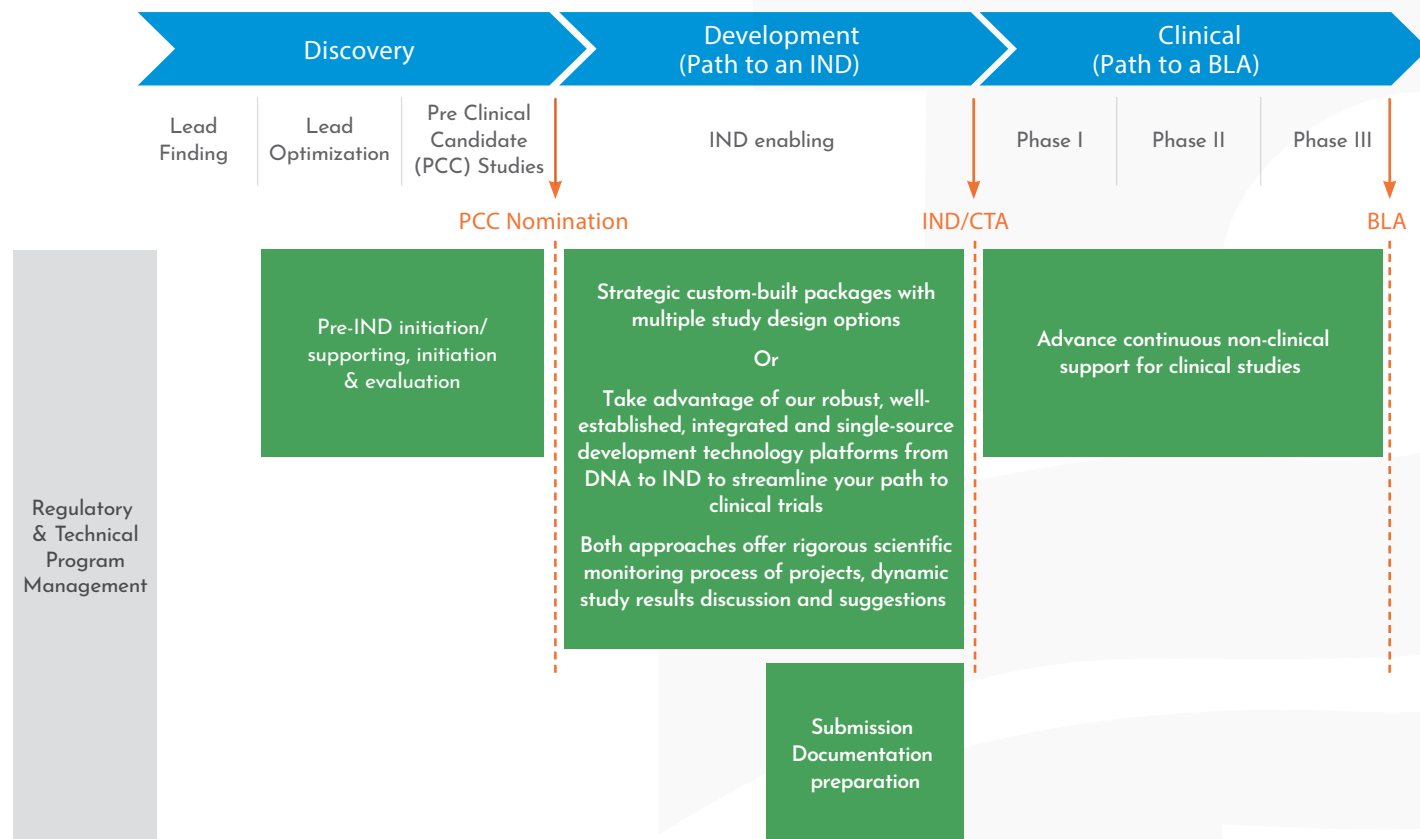 Discovery
Development
(Path to an IND)
Clinical
(Path to a BLA)
Lead
Finding
Lead
Optimization
Pre Clinical
Candidate
(PCC) Studies
IND enabling
Phase I
Phase II
Phase III
PCC Nomination
IND/CTA
BLA
Regulatory
& Technical
Program
Management
Pre-IND initiation/
supporting, initiation
& evaluation
Strategic custom-built packages with
multiple study design options
Or
Take advantage of our robust, well-
established, integrated and single-source
development technology platforms from
DNA to IND to streamline your path to
clinical trials
Both approaches offer rigorous scientific
monitoring process of projects, dynamic
study results discussion and suggestions
Advance continuous non-clinical
support for clinical studies
Submission
Documentation
preparation